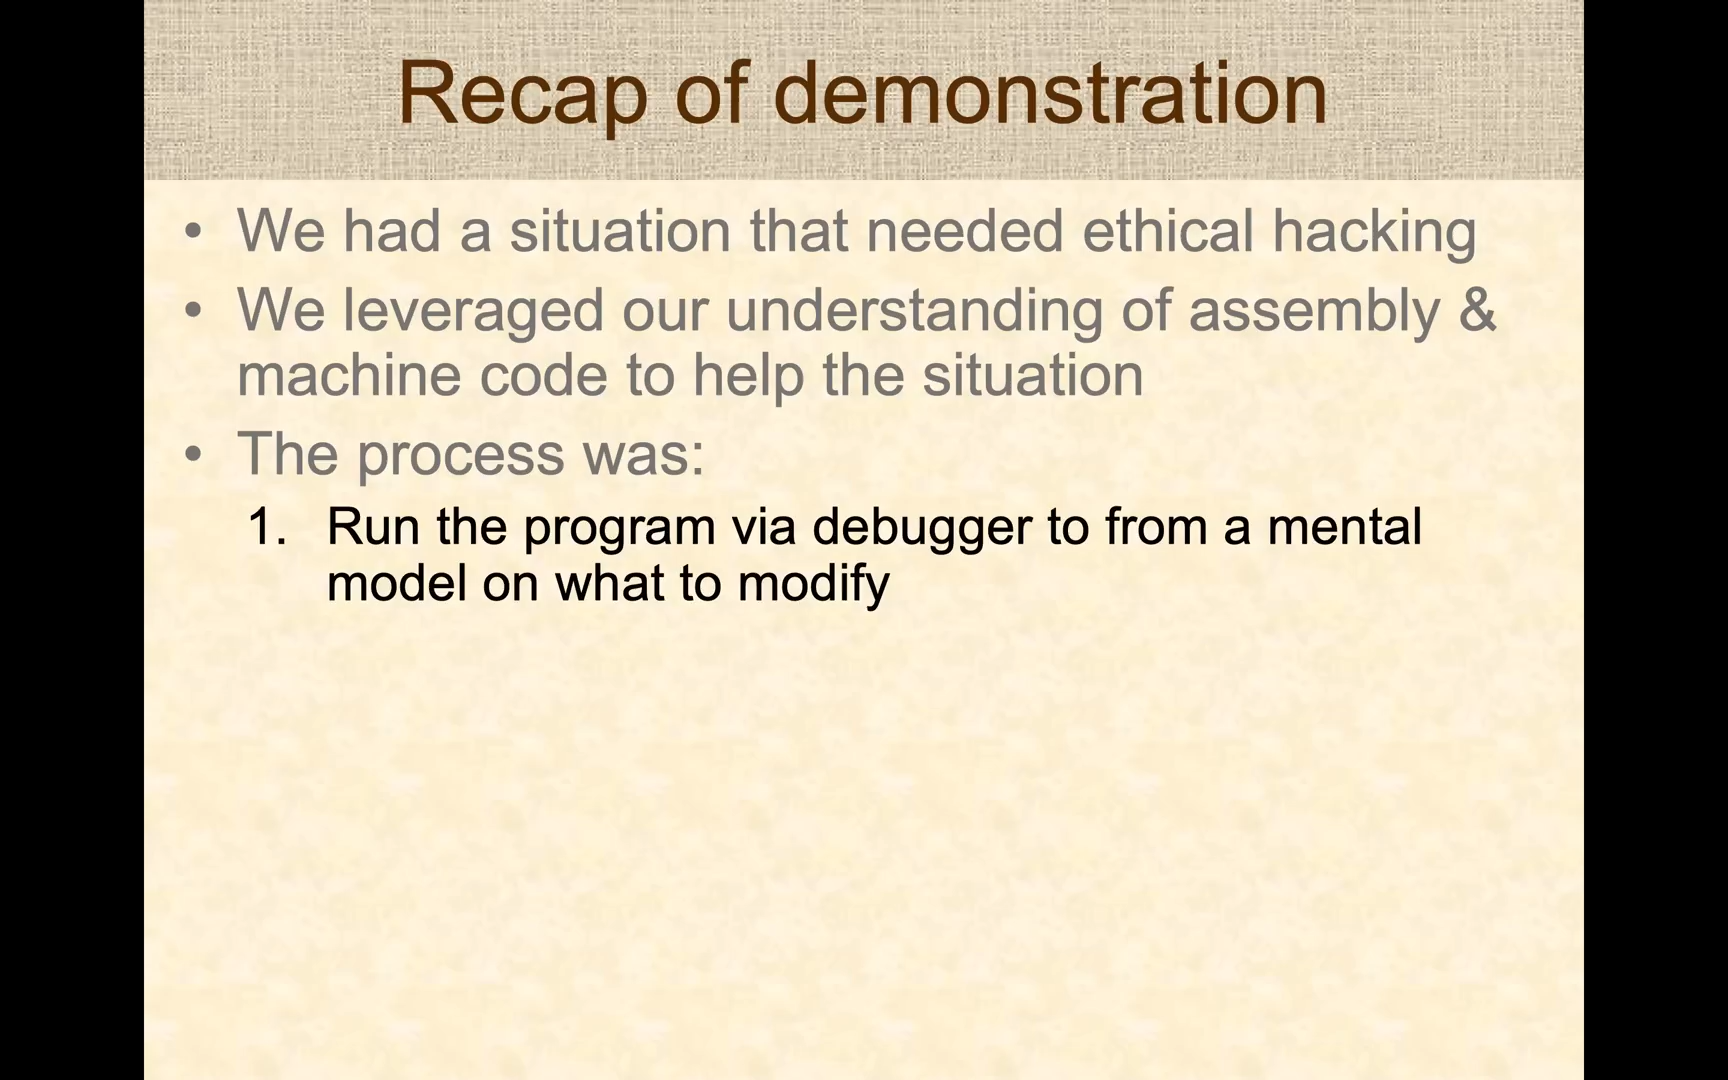 Recap of demonstration
• We had a situation that needed ethical hacking
• We leveraged our understanding of assembly &
machine code to help the situation
• The process was:
1. Run the program via debugger to from a mental
model on what to modify